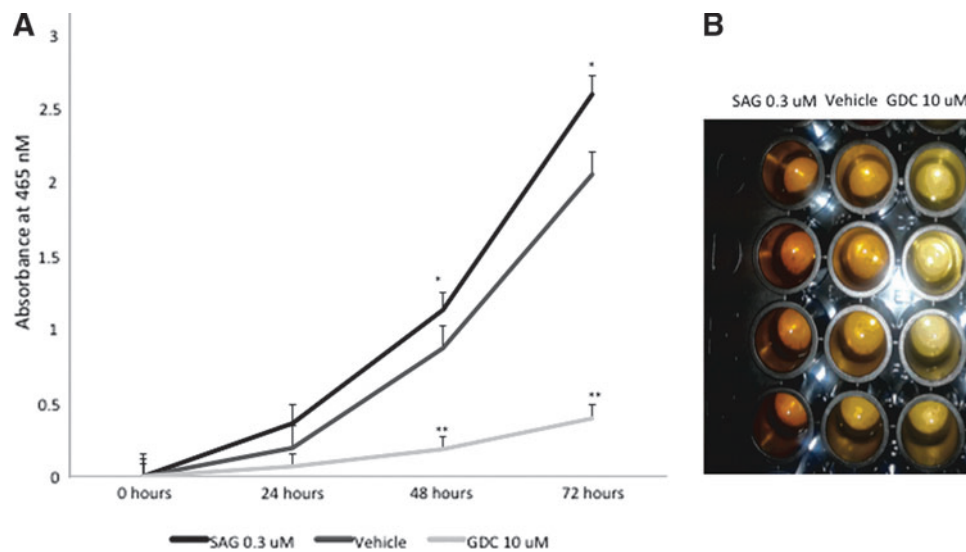 A
B
3
2.5
2
1.5
1
0.5
0
Absorbance at 465 nM
*
*
**
**
0 hours 24 hours 48 hours 72 hours
SAG 0.3 uM Vehicle GDC 10 uM
SAG 0.3 uM Vehicle GDC 10 uM